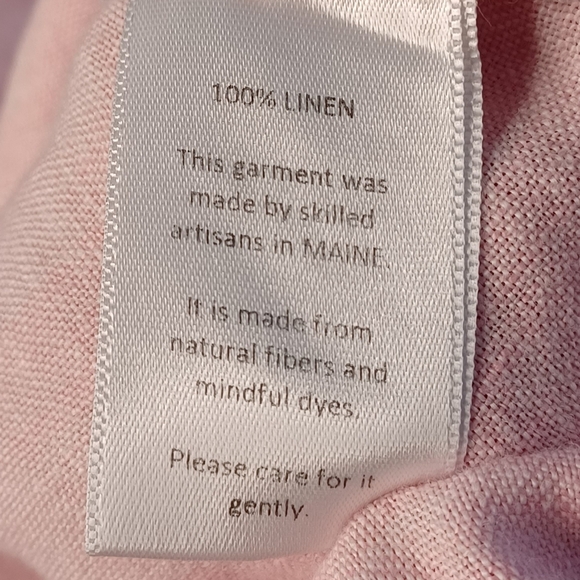 100% LINEN
This garment was
made by skilled
artisans in MAINE.
It is made from
natural fibers and
mindful dyes.
Please care for it
gently.